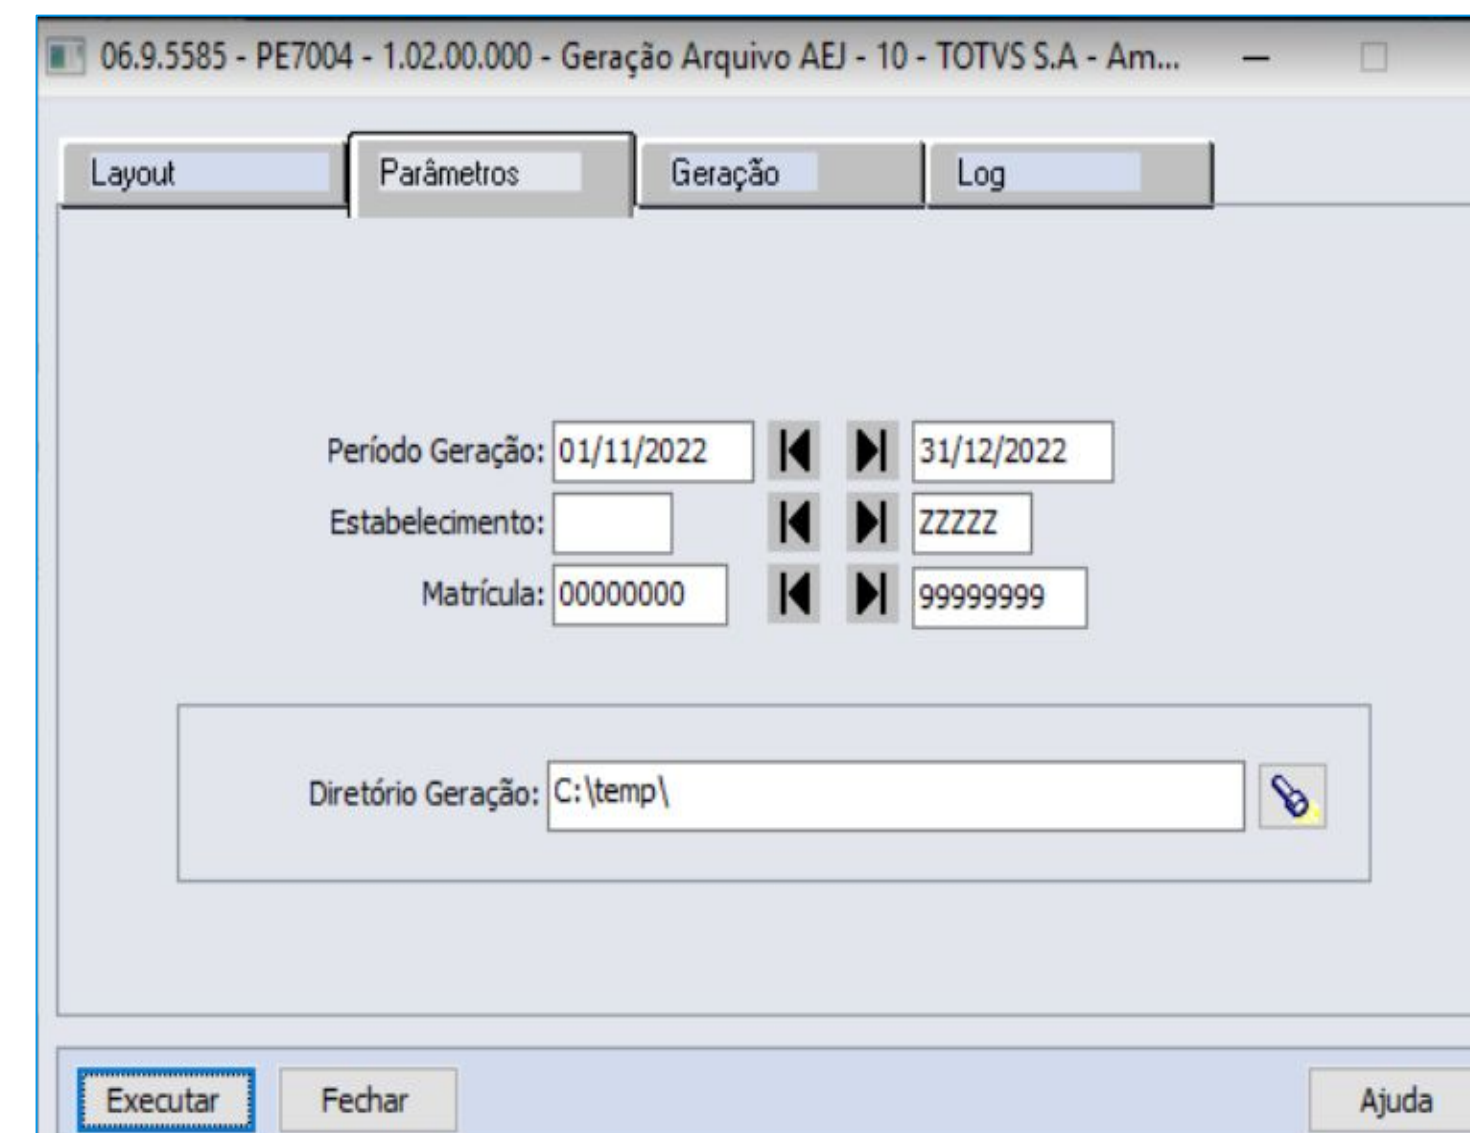 06.9.5585 - PE7004 - 1.02.00.000 - Geração Arquivo AEJ - 10 - TOTVS S.A - Am...
Layout Parâmetros Geração Log
Período Geração: 01/11/2022 31/12/2022
Estabelecimento: ZZZZZ
Matrícula: 00000000 99999999
Diretório Geração: C:\temp\
Executar Fechar Ajuda